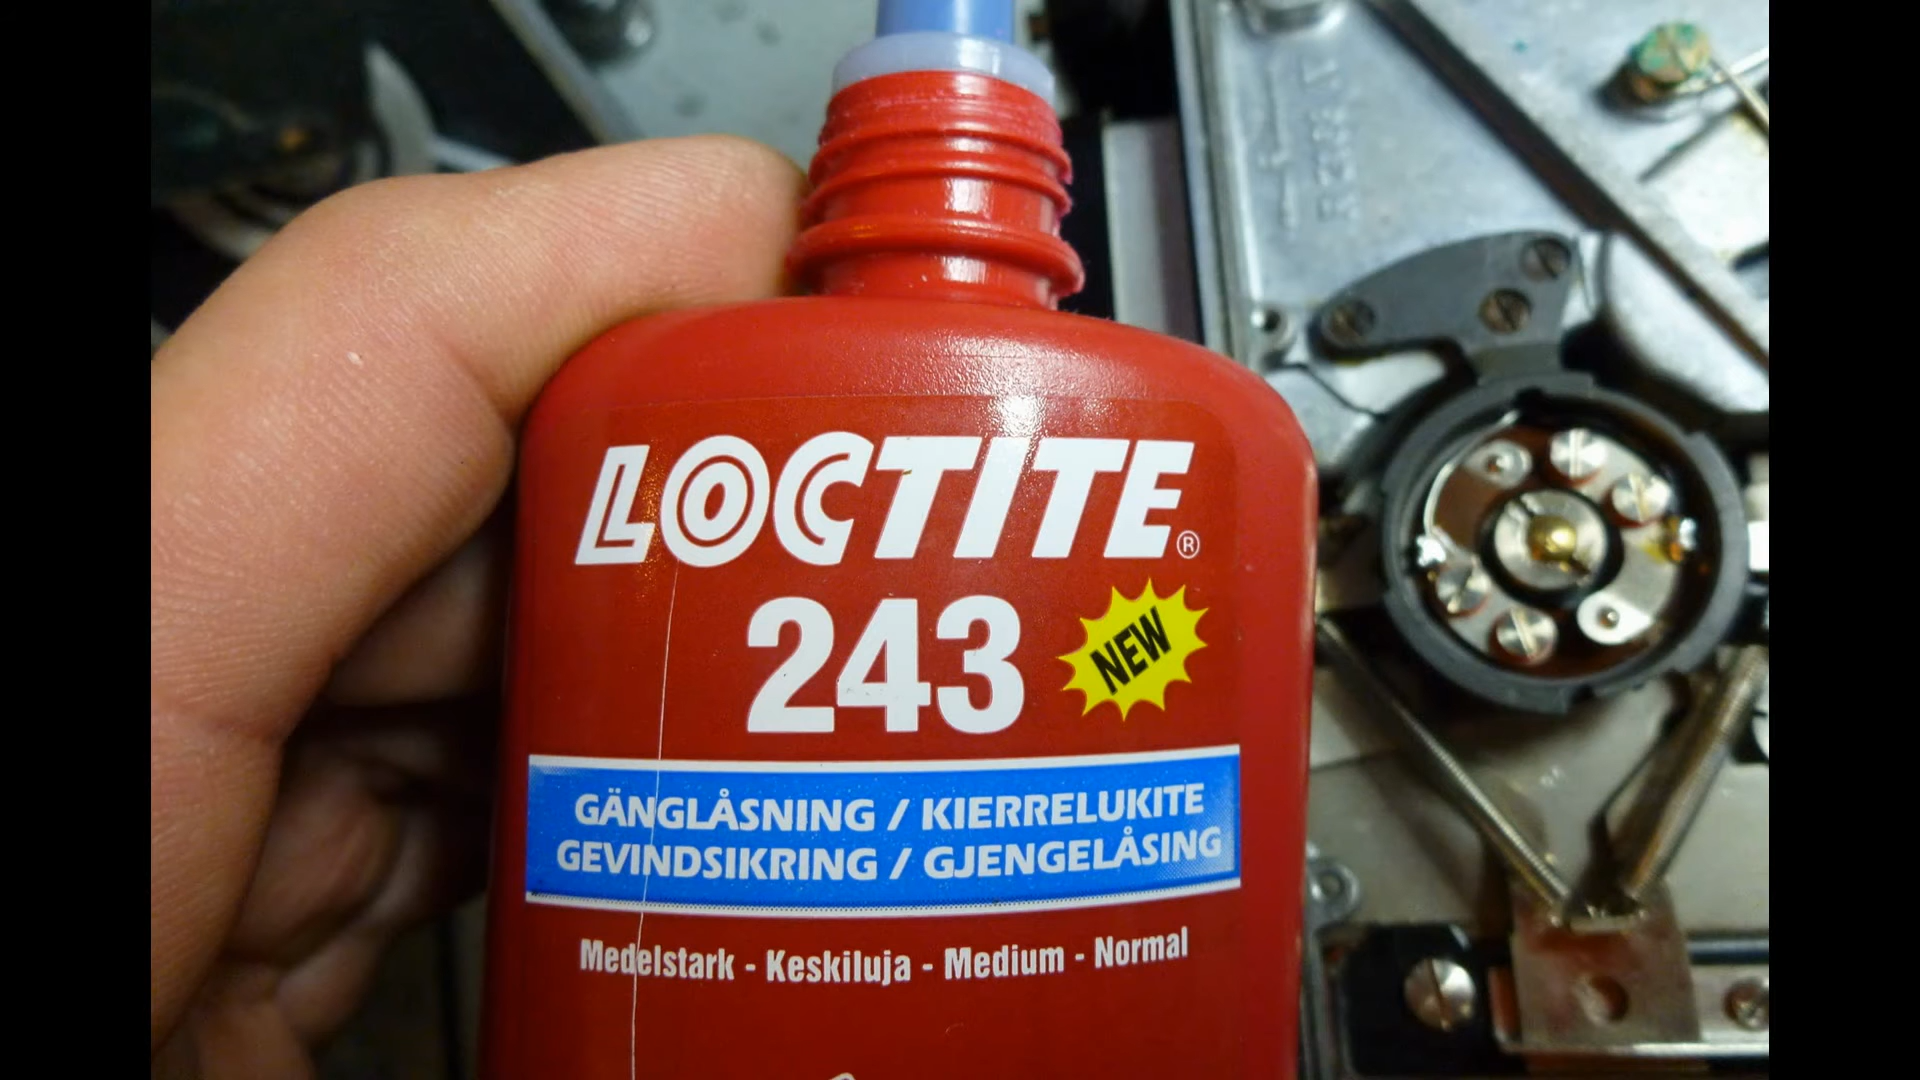 LOCTITE®
243
NEW
GÄNGLÅSNING / KIERRELUKITE
GEVINDSIKRING / GJENGELÅSING
Medelstark - Keskiluja - Medium - Normal